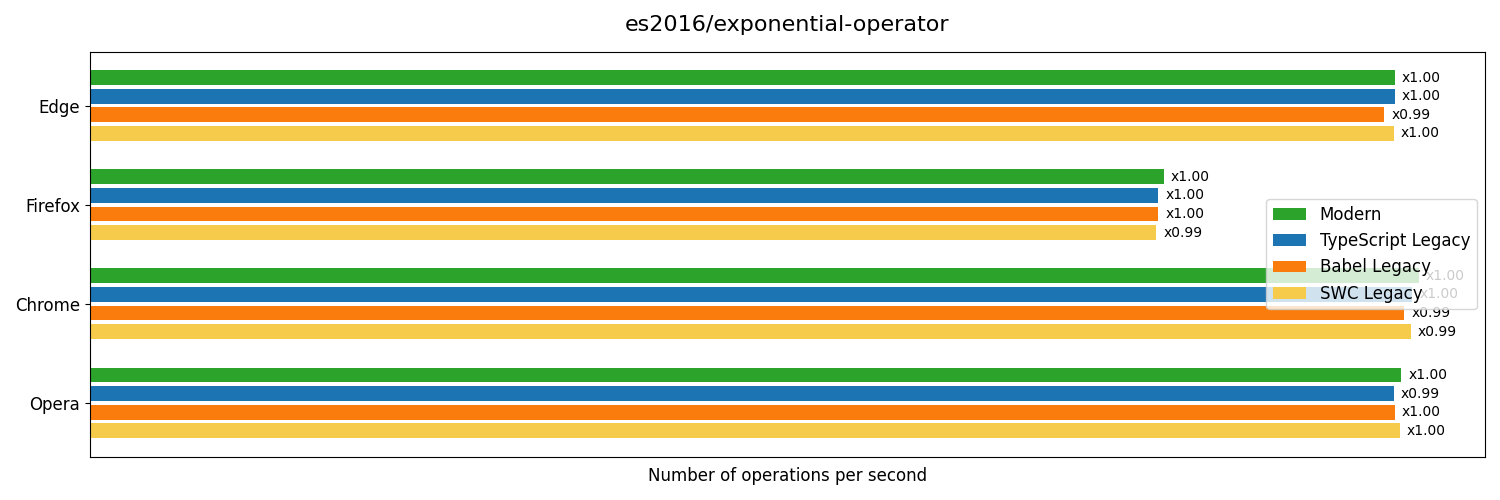 es2016/exponential-operator
Edge
x1.00
x1.00
x0.99
x1.00
Firefox
x1.00
x1.00
x1.00
x0.99
Modern
TypeScript Legacy
Babel Legacy
SWC Legacy
Chrome
x1.00
x1.00
x0.99
x0.99
Opera
x1.00
x0.99
x1.00
x1.00
Number of operations per second